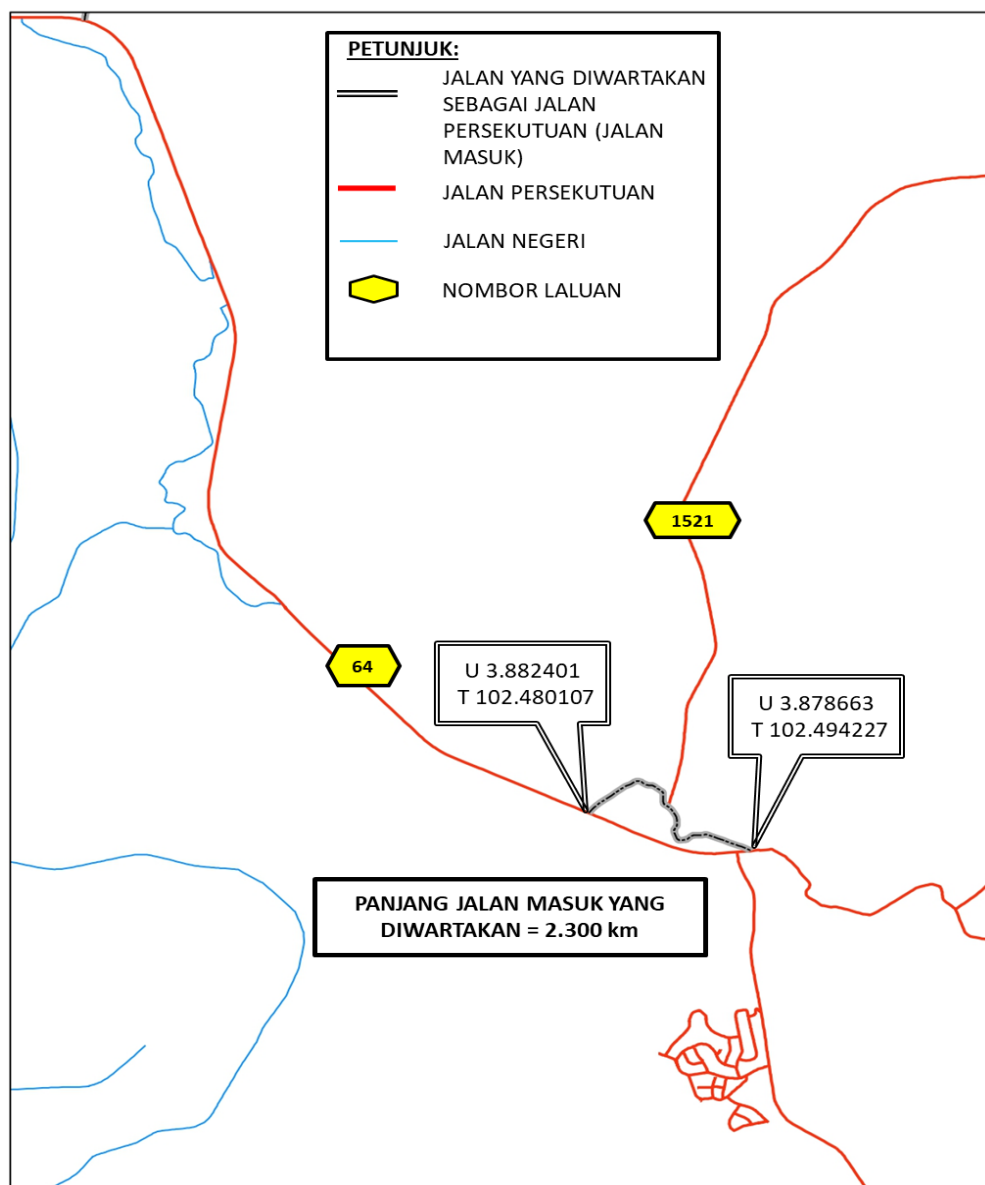 PETUNJUK:
JALAN YANG DIWARTAKAN
SEBAGAI JALAN
PERSEKUTUAN (JALAN
MASUK)
JALAN PERSEKUTUAN
JALAN NEGERI
NOMBOR LALUAN
1521
64
U 3.882401
T 102.480107
U 3.878663
T 102.494227
PANJANG JALAN MASUK YANG
DIWARTAKAN = 2.300 km